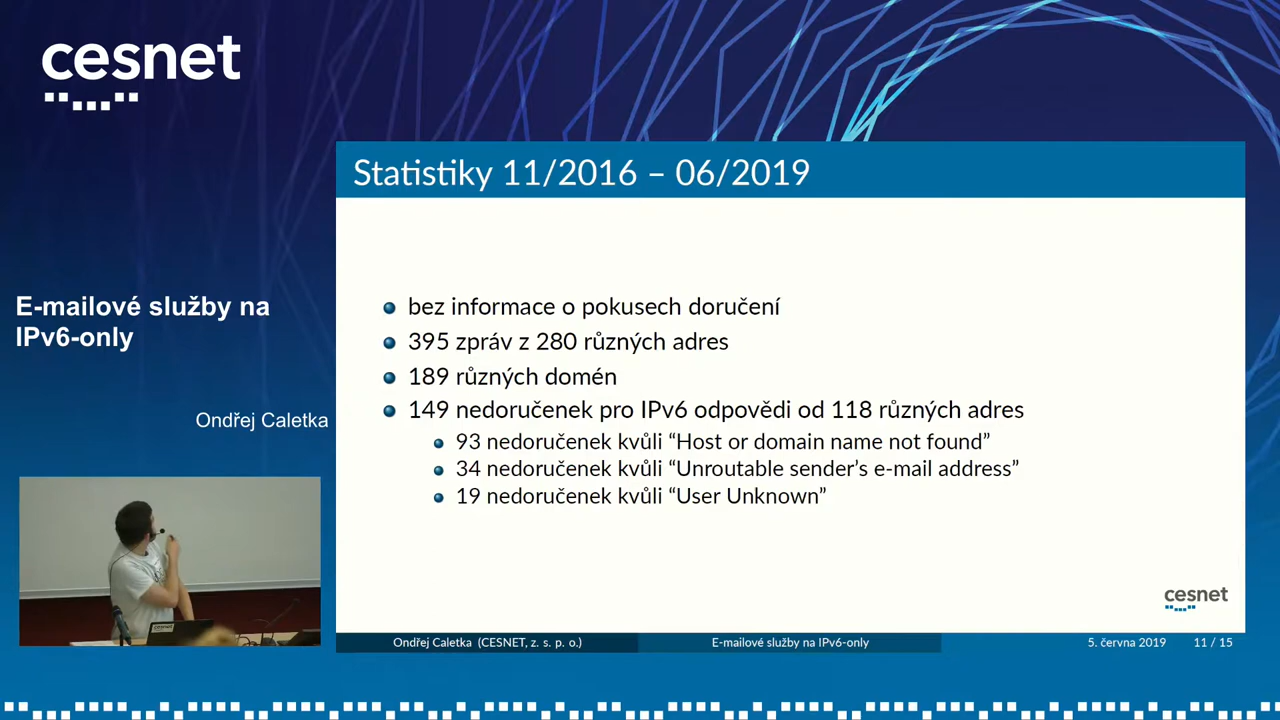 cesnet
E-mailové služby na
IPv6-only
Ondřej Caletka
Statistiky 11/2016 – 06/2019
bez informace o pokusech doručení
395 zpráv z 280 různých adres
189 různých domén
149 nedoručenek pro IPv6 odpovědi od 118 různých adres
93 nedoručenek kvůli “Host or domain name not found”
34 nedoručenek kvůli “Unroutable sender’s e-mail address”
19 nedoručenek kvůli “User Unknown”
cesnet
cesnet
Ondřej Caletka (CESNET, z. s. p. o.) E-mailové služby na IPv6-only 5. června 2019 11 / 15